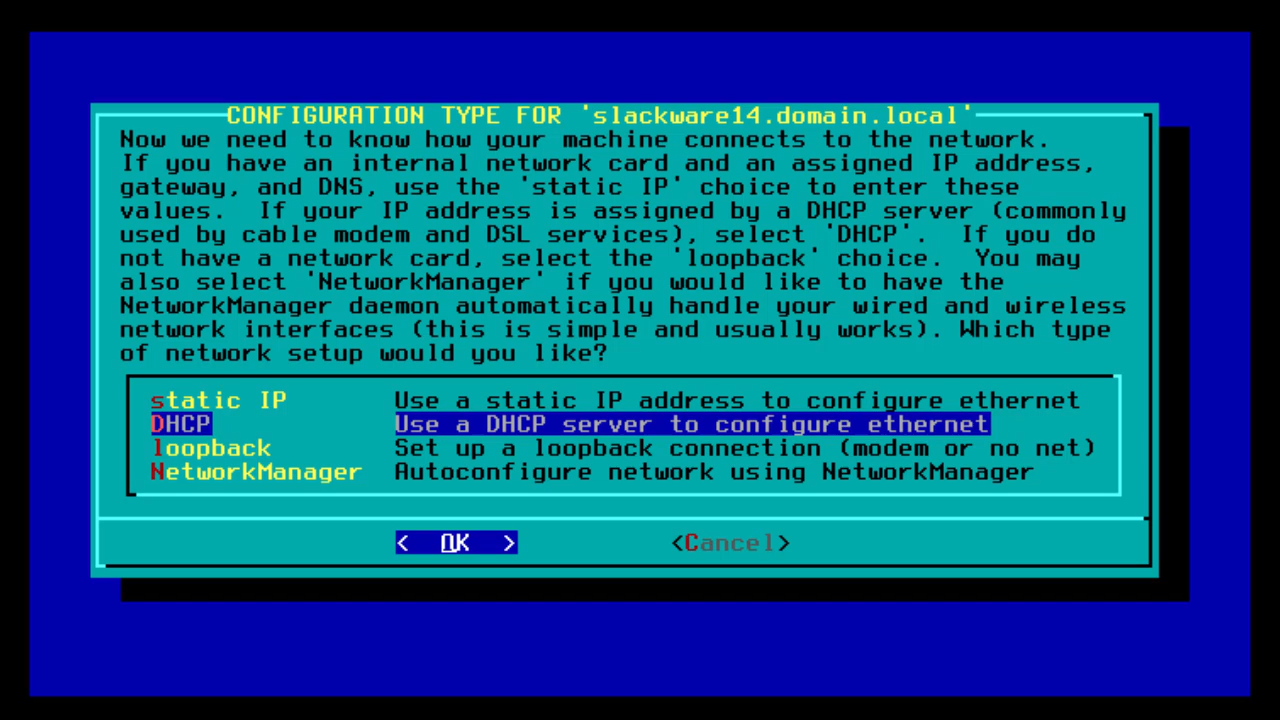 CONFIGURATION TYPE FOR 'slackware14.domain.local'
Now we need to know how your machine connects to the network.
If you have an internal network card and an assigned IP address,
gateway, and DNS, use the 'static IP' choice to enter these
values.  If your IP address is assigned by a DHCP server (commonly
used by cable modem and DSL services), select 'DHCP'.  If you do
not have a network card, select the 'loopback' choice.  You may
also select 'NetworkManager' if you would like to have the
NetworkManager daemon automatically handle your wired and wireless
network interfaces (this is simple and usually works). Which type
of network setup would you like?
static IP Use a static IP address to configure ethernet
DHCP Use a DHCP server to configure ethernet
loopback Set up a loopback connection (modem or no net)
NetworkManager Autoconfigure network using NetworkManager
<  OK  > <Cancel>